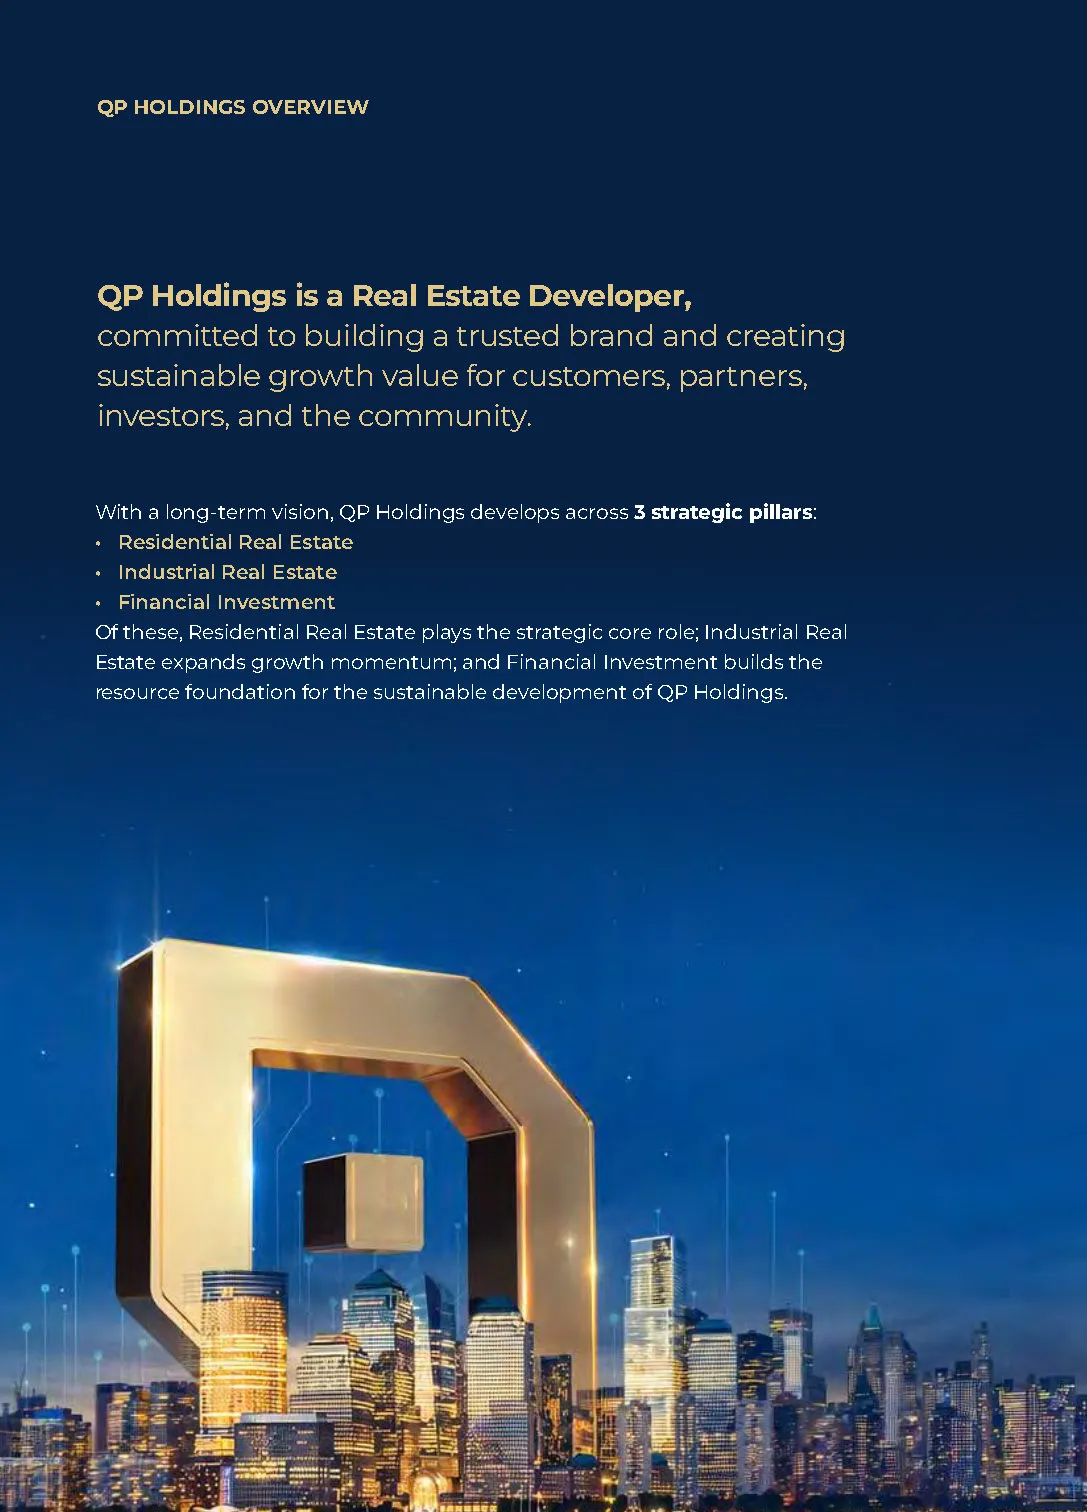 QP HOLDINGS OVERVIEW
QP Holdings is a Real Estate Developer,
committed to building a trusted brand and creating
sustainable growth value for customers, partners,
investors, and the community.
With a long-term vision, QP Holdings develops across 3 strategic pillars:
• Residential Real Estate
• Industrial Real Estate
• Financial Investment
Of these, Residential Real Estate plays the strategic core role; Industrial Real
Estate expands growth momentum; and Financial Investment builds the
resource foundation for the sustainable development of QP Holdings.